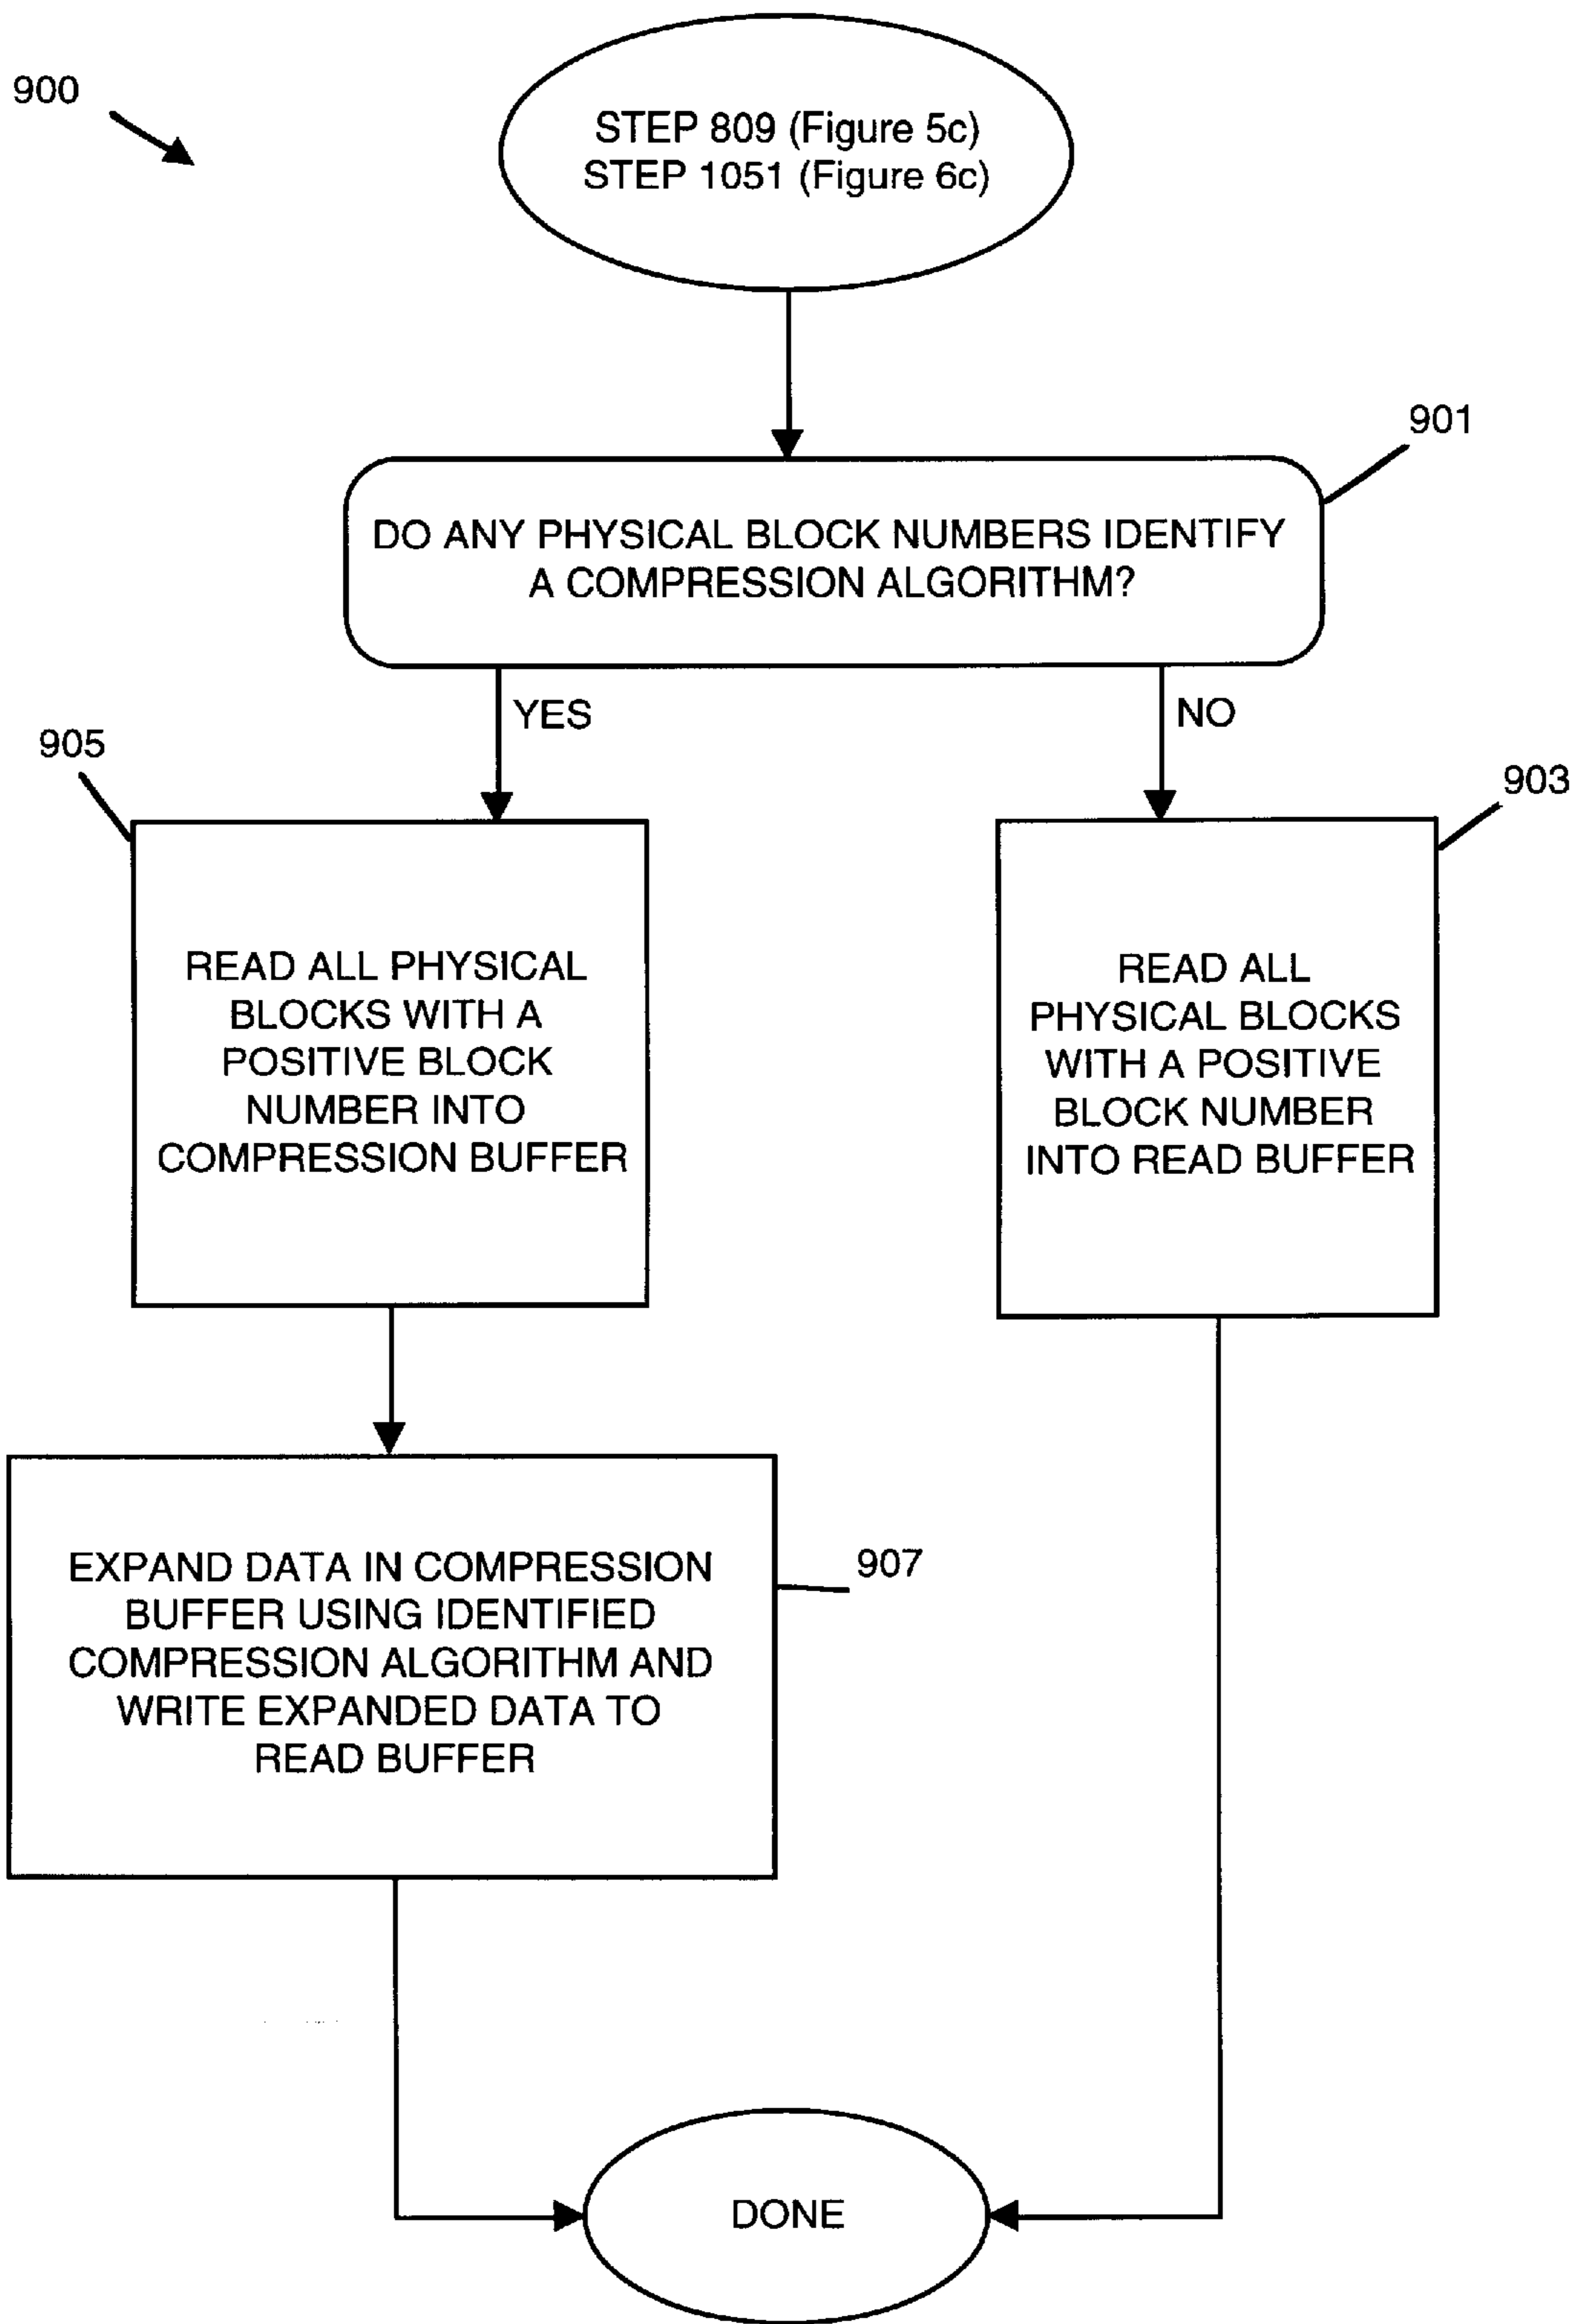 900
STEP 809 (Figure 5c)
STEP 1051 (Figure 6c)
901
DO ANY PHYSICAL BLOCK NUMBERS IDENTIFY
A COMPRESSION ALGORITHM?
YES
NO
905
903
READ ALL PHYSICAL
BLOCKS WITH A
POSITIVE BLOCK
NUMBER INTO
COMPRESSION BUFFER
READ ALL
PHYSICAL BLOCKS
WITH A POSITIVE
BLOCK NUMBER
INTO READ BUFFER
EXPAND DATA IN COMPRESSION
BUFFER USING IDENTIFIED
COMPRESSION ALGORITHM AND
WRITE EXPANDED DATA TO
READ BUFFER
907
DONE